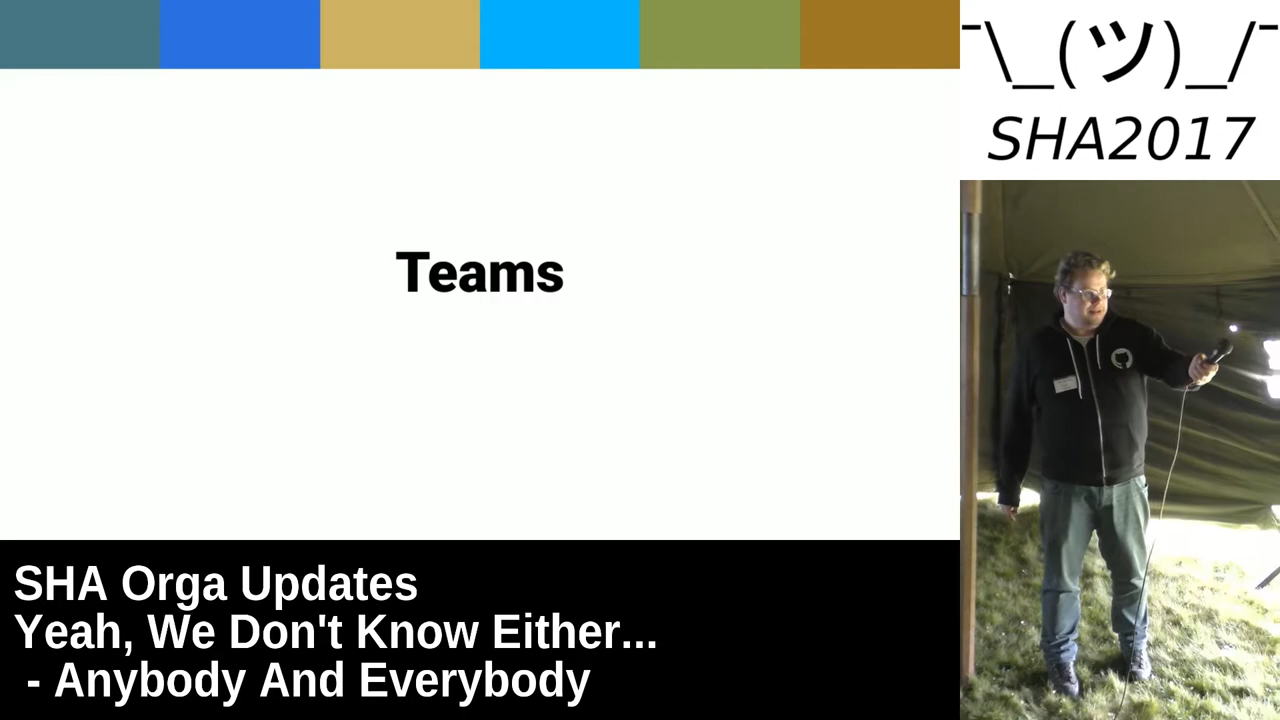 Teams
¯\_(ツ)_/¯
SHA2017
SHA Orga Updates
Yeah, We Don't Know Either...
- Anybody And Everybody